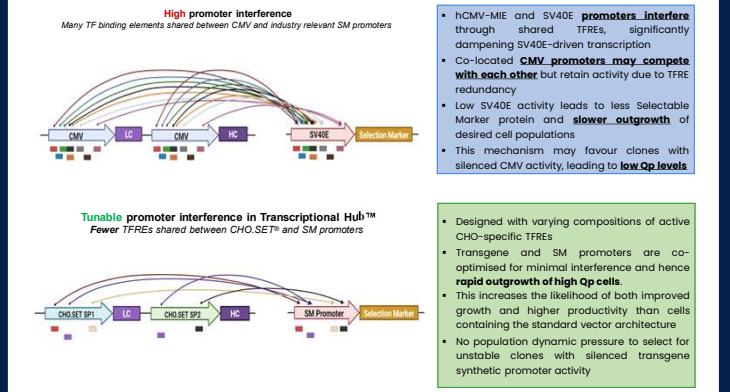 High promoter interference
Many TF binding elements shared between CMV and industry relevant SM promoters
CMV
LC
CMV
HC
SV40E
Selection Marker
▪ hCMV-MIE and SV40E promoters interfere
through shared TFREs, significantly
dampening SV40E-driven transcription
▪ Co-located CMV promoters may compete
with each other but retain activity due to TFRE
redundancy
▪ Low SV40E activity leads to less Selectable
Marker protein and slower outgrowth of
desired cell populations
▪ This mechanism may favour clones with
silenced CMV activity, leading to low Qp levels
Tunable promoter interference in Transcriptional Hub™
Fewer TFREs shared between CHO.SET® and SM promoters
CHO.SET SP1
LC
CHO.SET SP2
HC
SM Promoter
Selection Marker
▪ Designed with varying compositions of active
CHO-specific TFREs
▪ Transgene and SM promoters are co-
optimised for minimal interference and hence
rapid outgrowth of high Qp cells.
▪ This increases the likelihood of both improved
growth and higher productivity than cells
containing the standard vector architecture
▪ No population dynamic pressure to select for
unstable clones with silenced transgene
synthetic promoter activity